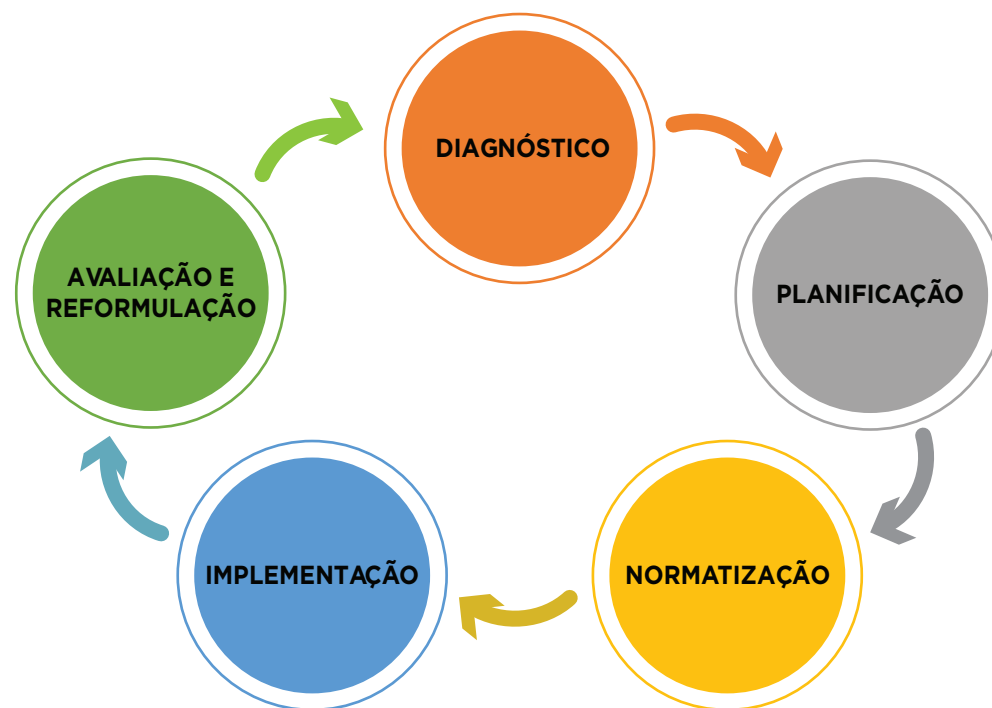 DIAGNÓSTICO
PLANIFICAÇÃO
NORMATIZAÇÃO
IMPLEMENTAÇÃO
AVALIAÇÃO E
REFORMULAÇÃO